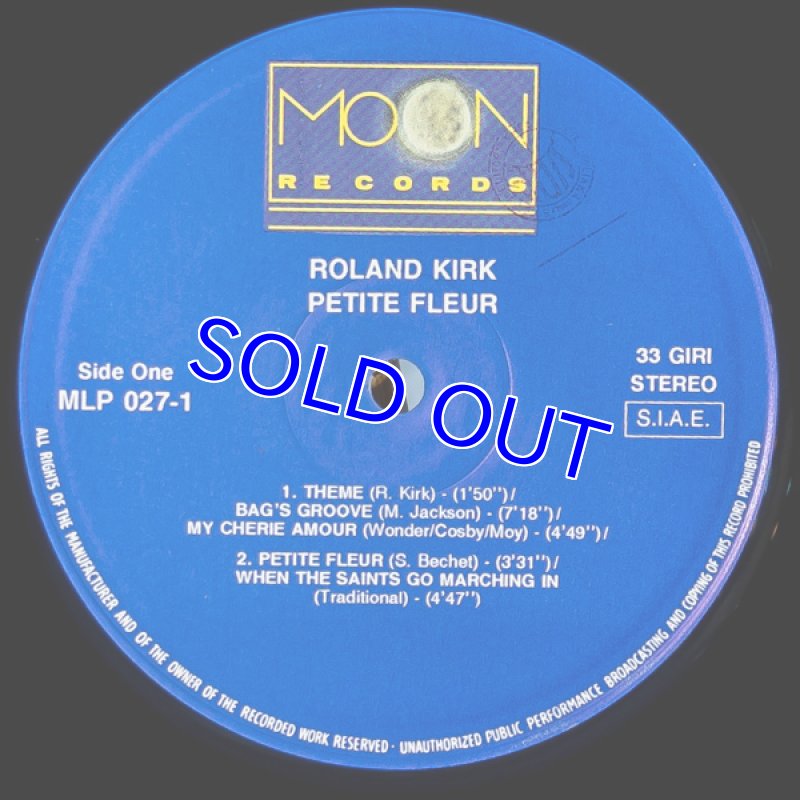 MOON
RECORDS
ROLAND KIRK
PETITE FLEUR
Side One
MLP 027-1
33 GIRI
STEREO
S.I.A.E.
SOLD OUT
1. THEME (R. Kirk) - (1'50'')/
BAG'S GROOVE (M. Jackson) - (7'18'')/
MY CHERIE AMOUR (Wonder/Cosby/Moy) - (4'49'')/
2. PETITE FLEUR (S. Bechet) - (3'31'')/
WHEN THE SAINTS GO MARCHING IN
(Traditional) - (4'47'')
ALL RIGHTS OF THE MANUFACTURER AND OF THE OWNER OF THE RECORDED WORK RESERVED · UNAUTHORIZED PUBLIC PERFORMANCE BROADCASTING AND COPYING OF THIS RECORD PROHIBITED